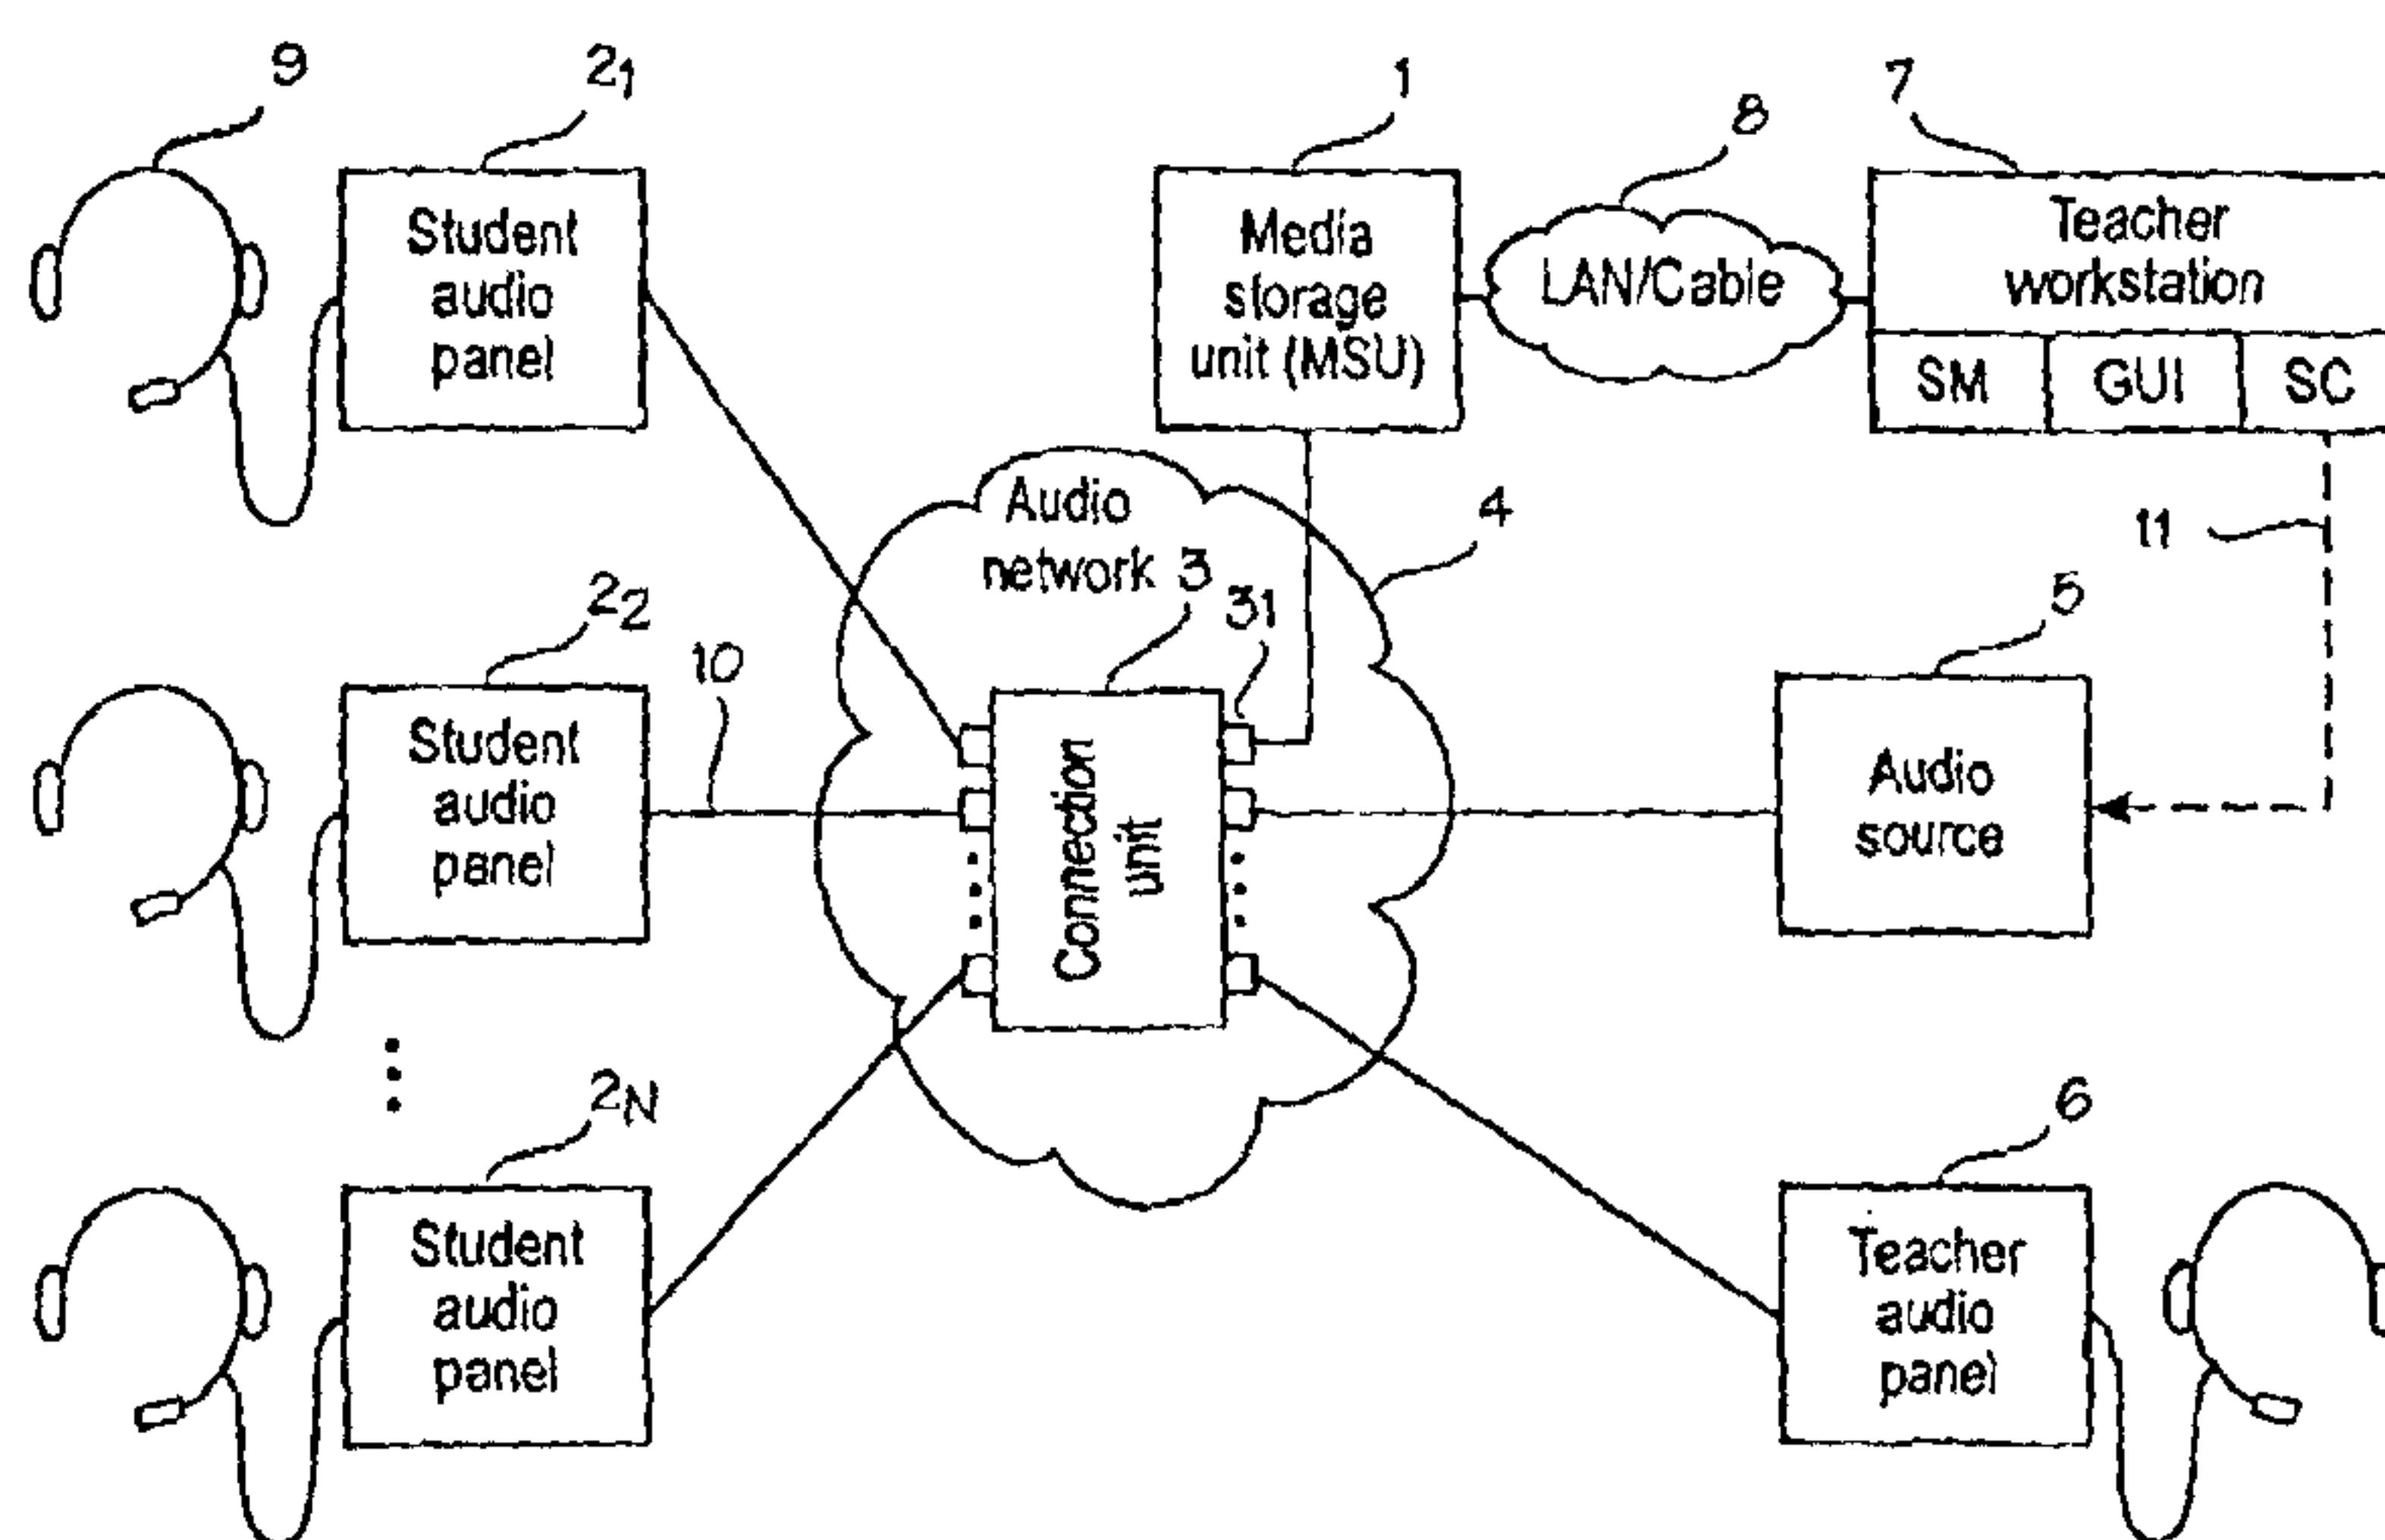 9
2₁
1
8
7
Student
audio
panel
Media
storage
unit (MSU)
LAN/Cable
Teacher
workstation
SM
GUI
SC
Audio
network
3
3₁
4
11
2₂
10
5
Student
audio
panel
Connection
unit
Audio
source
2N
6
Student
audio
panel
Teacher
audio
panel